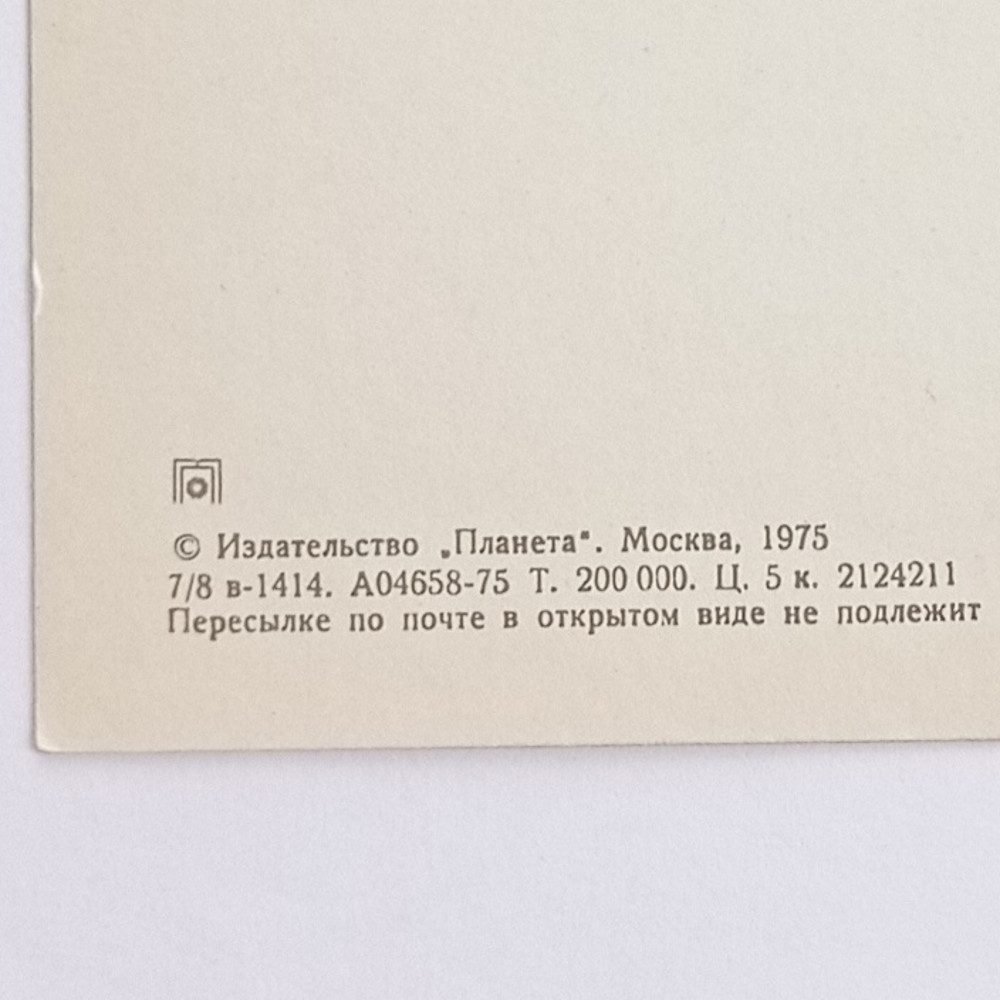 © Издательство „Планета“. Москва, 1975
7/8 в-1414. А04658-75 Т. 200 000. Ц. 5 к. 2124211
Пересылке по почте в открытом виде не подлежит